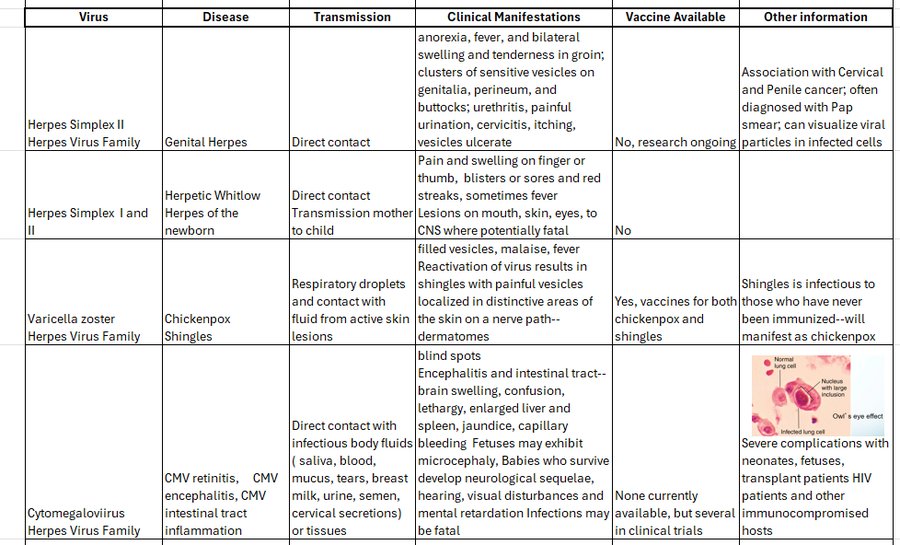 Virus
Disease
Transmission
Clinical Manifestations
Vaccine Available
Other information
Herpes Simplex II
Herpes Virus Family
Genital Herpes
Direct contact
anorexia, fever, and bilateral
swelling and tenderness in groin;
clusters of sensitive vesicles on
genitalia, perineum, and
buttocks; urethritis, painful
urination, cervicitis, itching,
vesicles ulcerate
No, research ongoing
Association with Cervical
and Penile cancer; often
diagnosed with Pap
smear; can visualize viral
particles in infected cells
Herpes Simplex  I and
II
Herpetic Whitlow
Herpes of the
newborn
Direct contact
Transmission mother
to child
Pain and swelling on finger or
thumb,  blisters or sores and red
streaks, sometimes fever
Lesions on mouth, skin, eyes, to
CNS where potentially fatal
No
Varicella zoster
Herpes Virus Family
Chickenpox
Shingles
Respiratory droplets
and contact with
fluid from active skin
lesions
filled vesicles, malaise, fever
Reactivation of virus results in
shingles with painful vesicles
localized in distinctive areas of
the skin on a nerve path--
dermatomes
Yes, vaccines for both
chickenpox and
shingles
Shingles is infectious to
those who have never
been immunized--will
manifest as chickenpox
Cytomegaloviirus
Herpes Virus Family
CMV retinitis,    CMV
encephalitis, CMV
intestinal tract
inflammation
Direct contact with
infectious body fluids
( saliva, blood,
mucus, tears, breast
milk, urine, semen,
cervical secretions)
or tissues
blind spots
Encephalitis and intestinal tract--
brain swelling, confusion,
lethargy, enlarged liver and
spleen, jaundice, capillary
bleeding  Fetuses may exhibit
microcephaly, Babies who survive
develop neurological sequelae,
hearing, visual disturbances and
mental retardation Infections may
be fatal
None currently
available, but several
in clinical trials
Normal
lung cell
Nucleus
with large
inclusion
Owl's eye effect
Infected lung cell
Severe complications with
neonates, fetuses,
transplant patients HIV
patients and other
immunocompromised
hosts